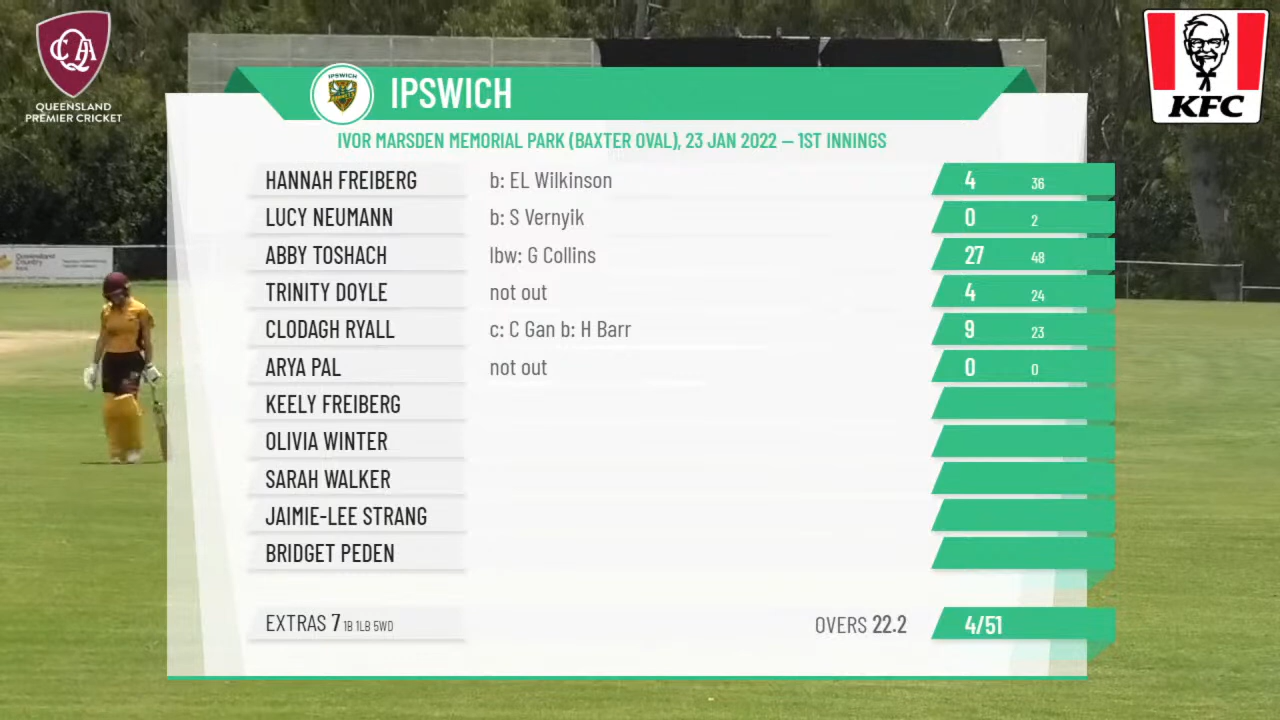 QUEENSLAND
PREMIER CRICKET
KFC
IPSWICH
IPSWICH
IVOR MARSDEN MEMORIAL PARK (BAXTER OVAL), 23 JAN 2022 – 1ST INNINGS
HANNAH FREIBERG b: EL Wilkinson 4 36
LUCY NEUMANN b: S Vernyik 0 2
ABBY TOSHACH lbw: G Collins 27 48
TRINITY DOYLE not out 4 24
CLODAGH RYALL c: C Gan b: H Barr 9 23
ARYA PAL not out 0 0
KEELY FREIBERG
OLIVIA WINTER
SARAH WALKER
JAIMIE-LEE STRANG
BRIDGET PEDEN
EXTRAS 7 1B 1LB 5WD OVERS 22.2 4/51
Queensland
Country